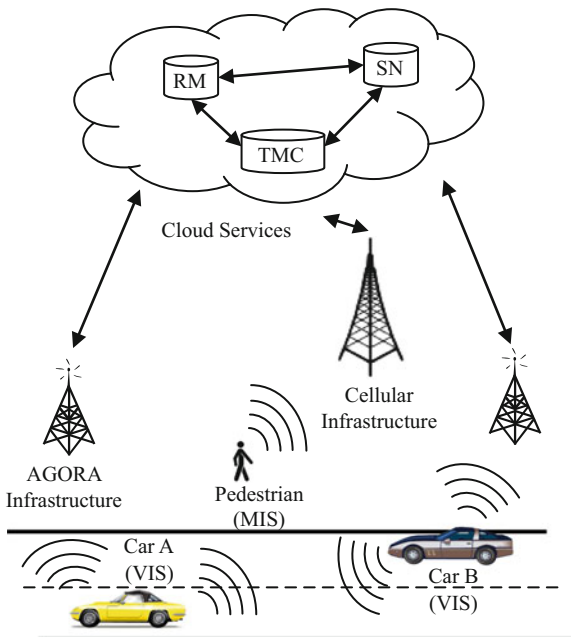 RM
SN
TMC
Cloud Services
Cellular
Infrastructure
AGORA
Infrastructure
Pedestrian
(MIS)
Car A
(VIS)
Car B
(VIS)